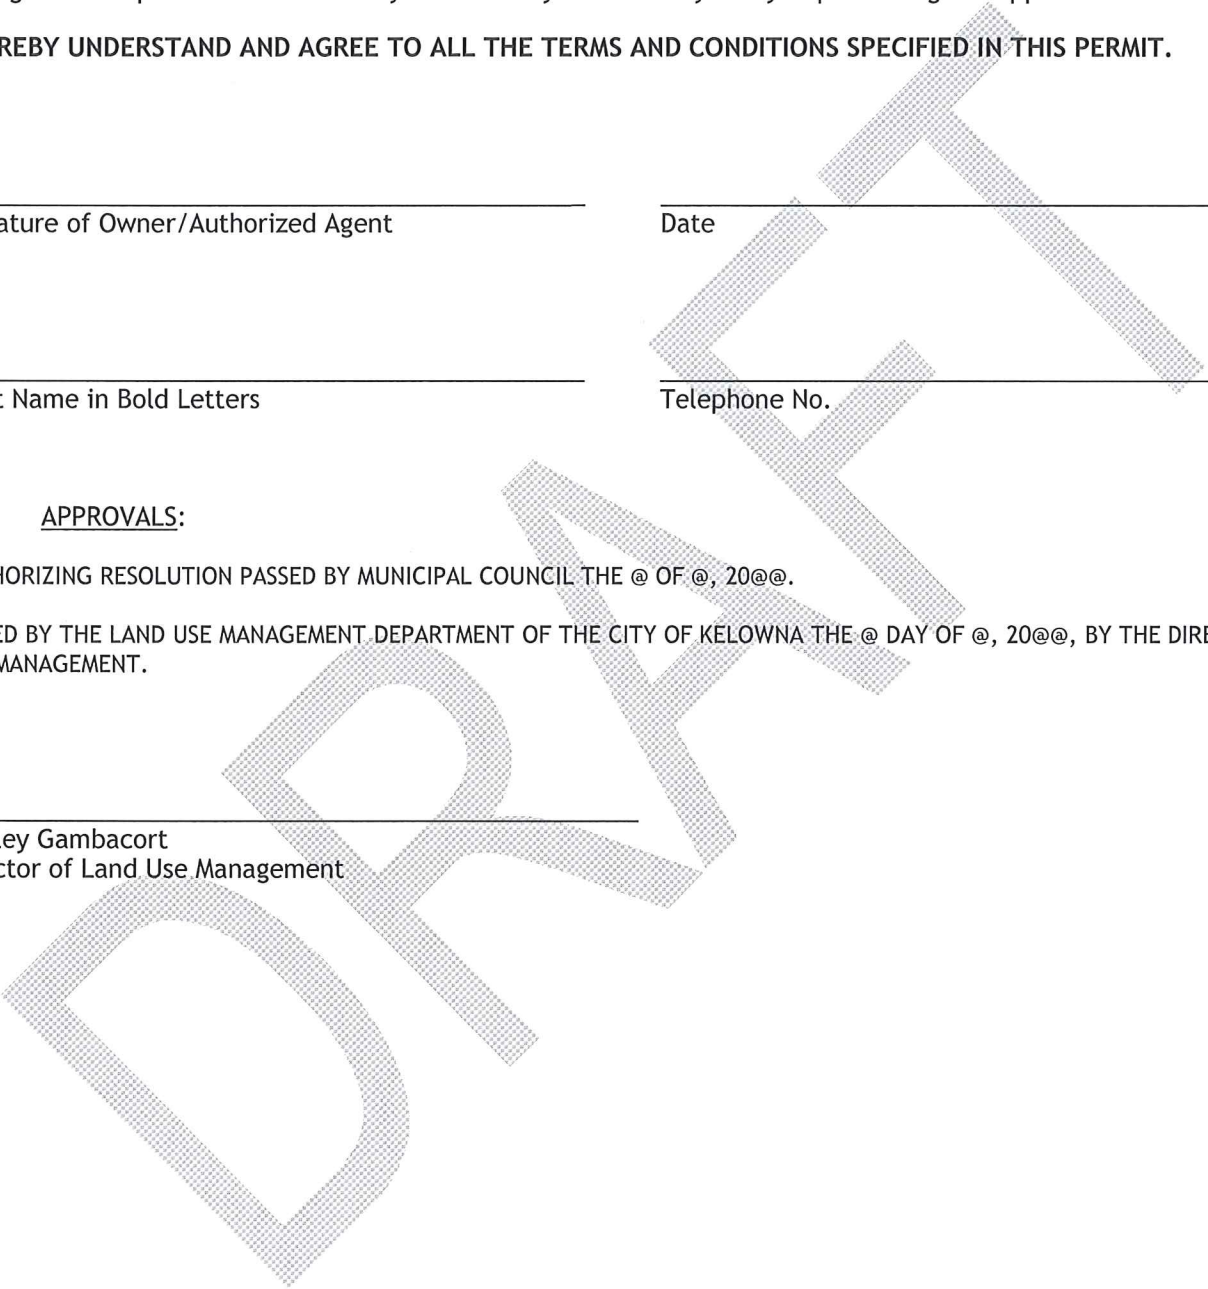 REBY UNDERSTAND AND AGREE TO ALL THE TERMS AND CONDITIONS SPECIFIED IN THIS PERMIT.
ature of Owner/Authorized Agent Date
Name in Bold Letters Telephone No.
APPROVALS:
HORIZING RESOLUTION PASSED BY MUNICIPAL COUNCIL THE @ OF @, 20@@.
ED BY THE LAND USE MANAGEMENT DEPARTMENT OF THE CITY OF KELOWNA THE @ DAY OF @, 20@@, BY THE DIRE
MANAGEMENT.
ey Gambacort
ctor of Land Use Management
DRAFT